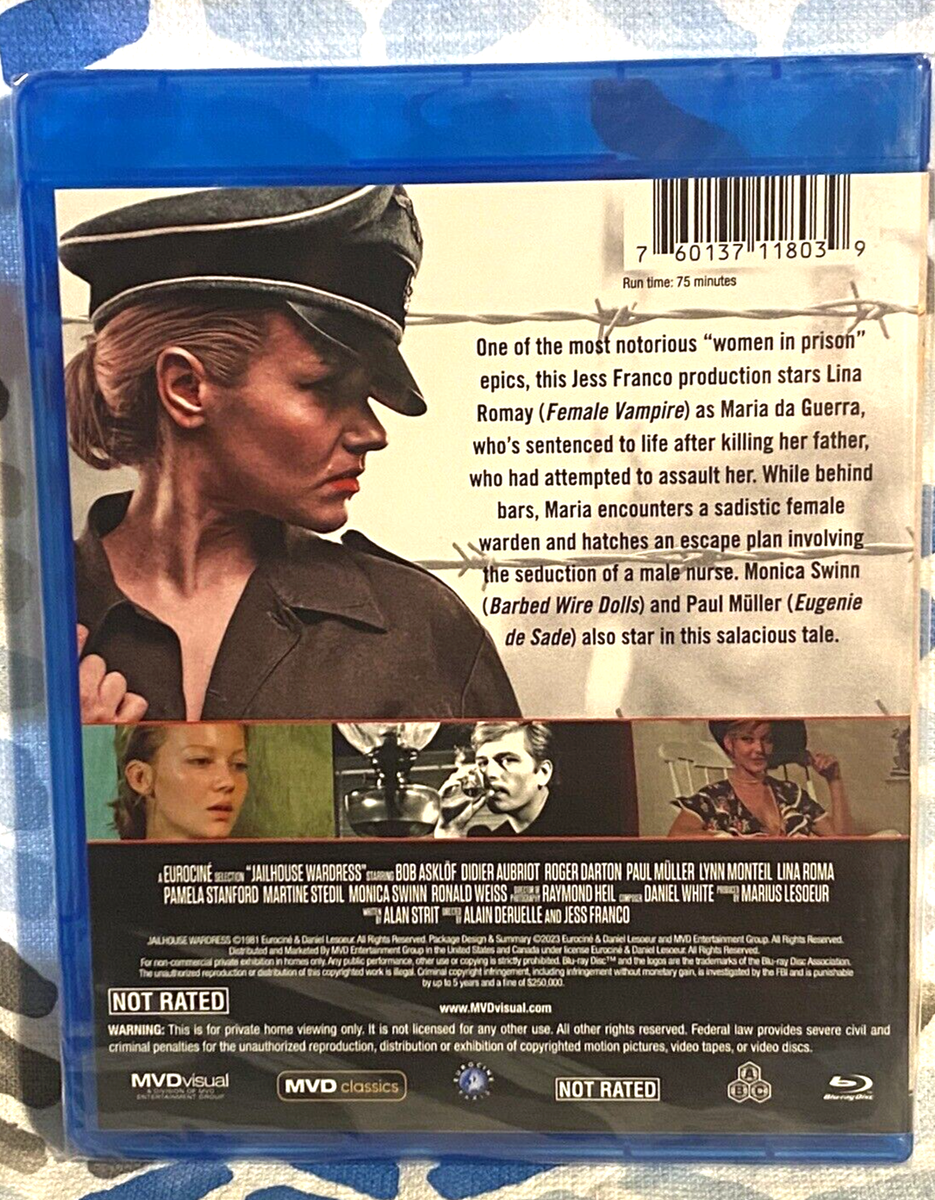 7 60137 11803 9
Run time: 75 minutes
One of the most notorious “women in prison”
epics, this Jess Franco production stars Lina
Romay (Female Vampire) as Maria da Guerra,
who’s sentenced to life after killing her father,
who had attempted to assault her. While behind
bars, Maria encounters a sadistic female
warden and hatches an escape plan involving
the seduction of a male nurse. Monica Swinn
(Barbed Wire Dolls) and Paul Müller (Eugenie
de Sade) also star in this salacious tale.
A EUROCINÉ SELECTION “JAILHOUSE WARDRESS” STARRING BOB ASKLÖF DIDIER AUBRIOT ROGER DARTON PAUL MÜLLER LYNN MONTEIL LINA ROMA
PAMELA STANFORD MARTINE STEDIL MONICA SWINN RONALD WEISS DIRECTOR OF PHOTOGRAPHY RAYMOND HEIL COMPOSER DANIEL WHITE PRODUCED BY MARIUS LESOEUR
WRITTEN BY ALAN STRIT DIRECTED BY ALAIN DERUELLE AND JESS FRANCO
JAILHOUSE WARDRESS ©1981 Eurociné & Daniel Lesoeur. All Rights Reserved. Package Design & Summary ©2023 Eurociné & Daniel Lesoeur and MVD Entertainment Group. All Rights Reserved.
Distributed and Marketed By MVD Entertainment Group in the United States and Canada under license Eurociné & Daniel Lesoeur. All Rights Reserved.
For non-commercial private exhibition in homes only. Any public performance, other use or copying is strictly prohibited. Blu-ray Disc™ and the logos are the trademarks of the Blu-ray Disc Association.
The unauthorized reproduction or distribution of this copyrighted work is illegal. Criminal copyright infringement, including infringement without monetary gain, is investigated by the FBI and is punishable
by up to 5 years and a fine of $250,000.
NOT RATED
www.MVDvisual.com
WARNING: This is for private home viewing only. It is not licensed for any other use. All other rights reserved. Federal law provides severe civil and
criminal penalties for the unauthorized reproduction, distribution or exhibition of copyrighted motion pictures, video tapes, or video discs.
MVDvisual
A DIVISION OF MVD
ENTERTAINMENT GROUP
MVD classics
EUROCINÉ
PARIS
NOT RATED
A
B C
Blu-ray Disc